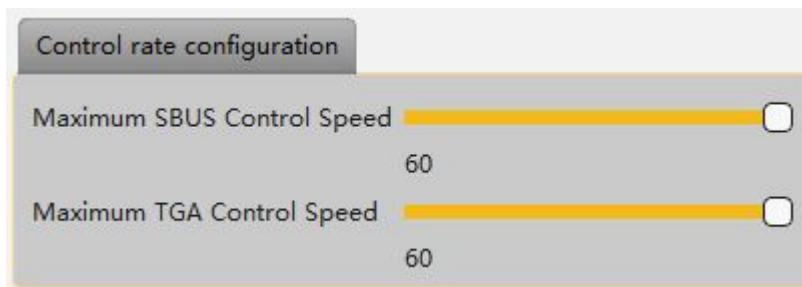 Control rate configuration
Maximum SBUS Control Speed
60
Maximum TGA Control Speed
60